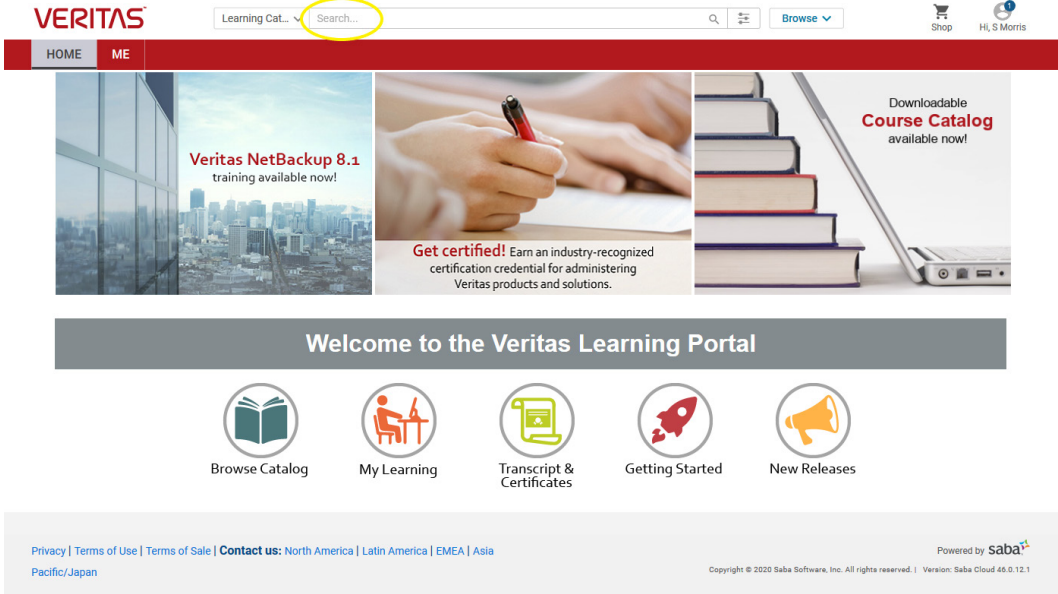 VERITAS™
Learning Cat...
Search...
Browse
Shop
1
Hi, S Morris
HOME
ME
Veritas NetBackup 8.1
training available now!
Get certified! Earn an industry-recognized
certification credential for administering
Veritas products and solutions.
Downloadable
Course Catalog
available now!
Welcome to the Veritas Learning Portal
Browse Catalog
My Learning
Transcript &
Certificates
Getting Started
New Releases
Privacy | Terms of Use | Terms of Sale | Contact us: North America | Latin America | EMEA | Asia
Pacific/Japan
Powered by saba
Copyright © 2020 Saba Software, Inc. All rights reserved. | Version: Saba Cloud 46.0.12.1